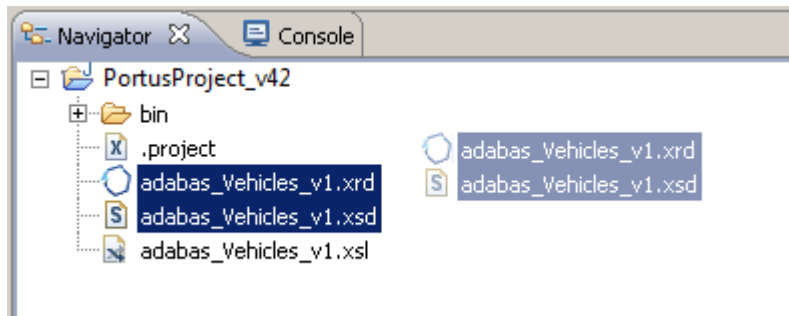 Navigator Console
PortusProject_v42
bin
.project
adabas_Vehicles_v1.xrd adabas_Vehicles_v1.xrd
adabas_Vehicles_v1.xsd adabas_Vehicles_v1.xsd
adabas_Vehicles_v1.xsl